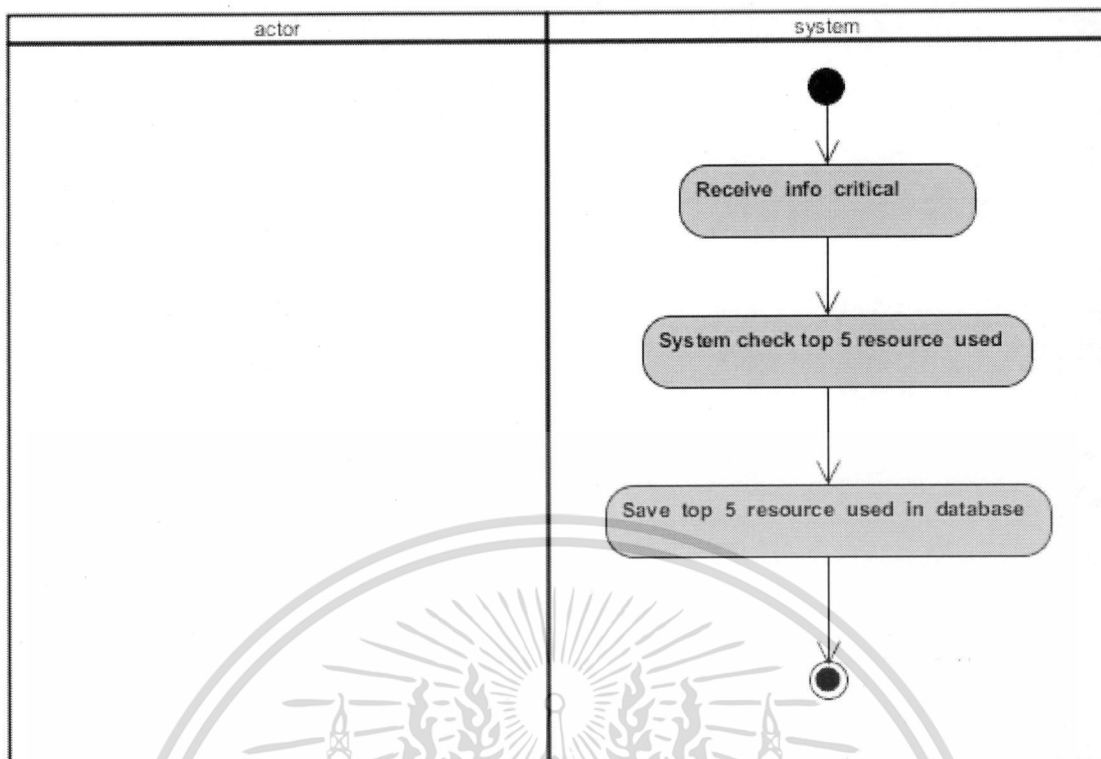 actor
system
Receive info critical
System check top 5 resource used
Save top 5 resource used in database